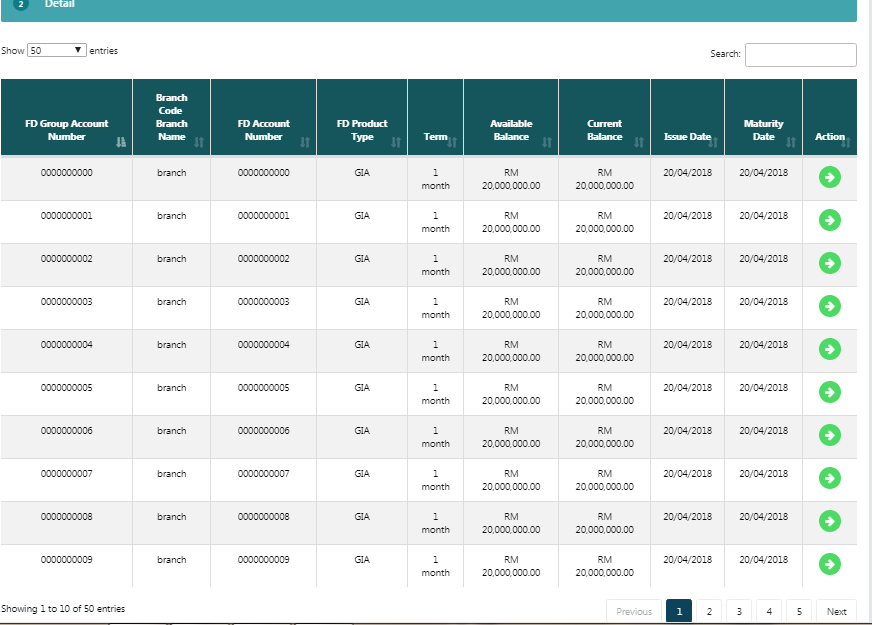 2 Detail
Show 50 entries
Search:
FD Group Account Number Branch Code Branch Name FD Account Number FD Product Type Term Available Balance Current Balance Issue Date Maturity Date Action
0000000000 branch 0000000000 GIA 1 month RM 20,000,000.00 RM 20,000,000.00 20/04/2018 20/04/2018
0000000001 branch 0000000001 GIA 1 month RM 20,000,000.00 RM 20,000,000.00 20/04/2018 20/04/2018
0000000002 branch 0000000002 GIA 1 month RM 20,000,000.00 RM 20,000,000.00 20/04/2018 20/04/2018
0000000003 branch 0000000003 GIA 1 month RM 20,000,000.00 RM 20,000,000.00 20/04/2018 20/04/2018
0000000004 branch 0000000004 GIA 1 month RM 20,000,000.00 RM 20,000,000.00 20/04/2018 20/04/2018
0000000005 branch 0000000005 GIA 1 month RM 20,000,000.00 RM 20,000,000.00 20/04/2018 20/04/2018
0000000006 branch 0000000006 GIA 1 month RM 20,000,000.00 RM 20,000,000.00 20/04/2018 20/04/2018
0000000007 branch 0000000007 GIA 1 month RM 20,000,000.00 RM 20,000,000.00 20/04/2018 20/04/2018
0000000008 branch 0000000008 GIA 1 month RM 20,000,000.00 RM 20,000,000.00 20/04/2018 20/04/2018
0000000009 branch 0000000009 GIA 1 month RM 20,000,000.00 RM 20,000,000.00 20/04/2018 20/04/2018
Showing 1 to 10 of 50 entries
Previous 1 2 3 4 5 Next